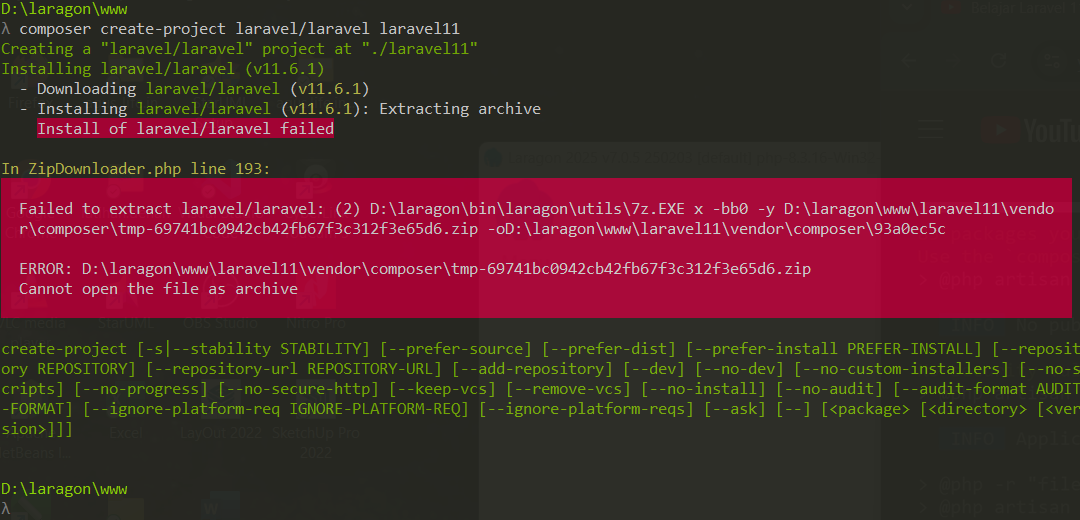 D:\laragon\www
λ composer create-project laravel/laravel laravel11
Creating a "laravel/laravel" project at "./laravel11"
Installing laravel/laravel (v11.6.1)
- Downloading laravel/laravel (v11.6.1)
- Installing laravel/laravel (v11.6.1): Extracting archive
Install of laravel/laravel failed
In ZipDownloader.php line 193:
Failed to extract laravel/laravel: (2) D:\laragon\bin\laragon\utils\7z.EXE x -bb0 -y D:\laragon\www\laravel11\vendo
r\composer\tmp-69741bc0942cb42fb67f3c312f3e65d6.zip -oD:\laragon\www\laravel11\vendor\composer\93a0ec5c
ERROR: D:\laragon\www\laravel11\vendor\composer\tmp-69741bc0942cb42fb67f3c312f3e65d6.zip
Cannot open the file as archive
create-project [-s|--stability STABILITY] [--prefer-source] [--prefer-dist] [--prefer-install PREFER-INSTALL] [--reposit
ory REPOSITORY] [--repository-url REPOSITORY-URL] [--add-repository] [--dev] [--no-dev] [--no-custom-installers] [--no-s
cripts] [--no-progress] [--no-secure-http] [--keep-vcs] [--remove-vcs] [--no-install] [--no-audit] [--audit-format AUDIT
-FORMAT] [--ignore-platform-req IGNORE-PLATFORM-REQ] [--ignore-platform-reqs] [--ask] [--] [<package> [<directory> [<ver
sion>]]]
D:\laragon\www
λ